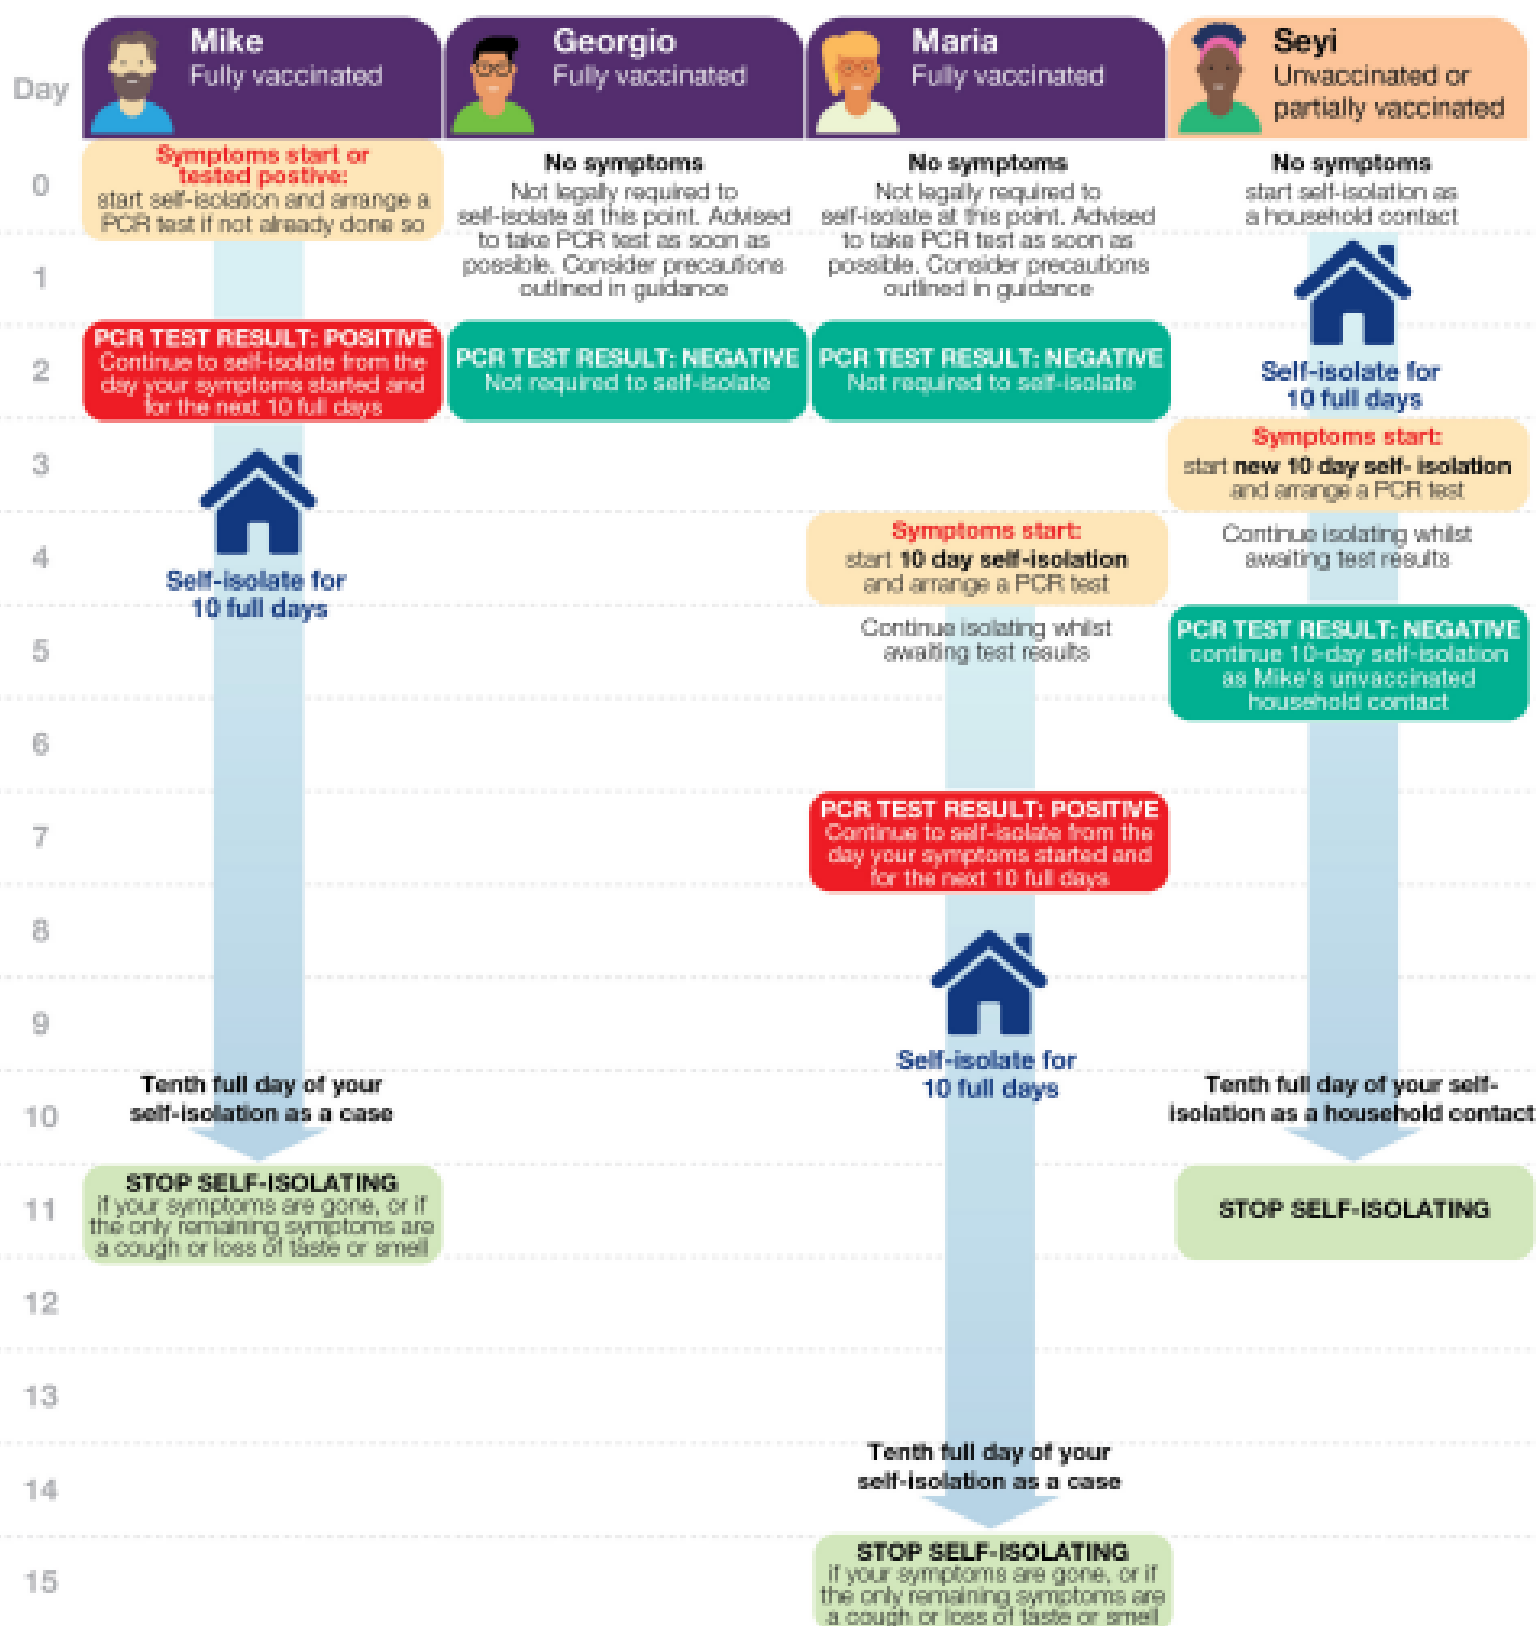 Day
Mike
Fully vaccinated
Georgio
Fully vaccinated
Maria
Fully vaccinated
Seyi
Unvaccinated or
partially vaccinated
0
Symptoms start or
tested postive:
start self-isolation and arrange a
PCR test if not already done so
No symptoms
Not legally required to
self-isolate at this point. Advised
to take PCR test as soon as
possible. Consider precautions
outlined in guidance
No symptoms
Not legally required to
self-isolate at this point. Advised
to take PCR test as soon as
possible. Consider precautions
outlined in guidance
No symptoms
start self-isolation as
a household contact
1
2
PCR TEST RESULT: POSITIVE
Continue to self-isolate from the
day your symptoms started and
for the next 10 full days
PCR TEST RESULT: NEGATIVE
Not required to self-isolate
PCR TEST RESULT: NEGATIVE
Not required to self-isolate
Self-isolate for
10 full days
3
Symptoms start:
start new 10 day self- isolation
and arrange a PCR test
4
Self-isolate for
10 full days
Symptoms start:
start 10 day self-isolation
and arrange a PCR test
Continue isolating whilst
awaiting test results
5
Continue isolating whilst
awaiting test results
PCR TEST RESULT: NEGATIVE
continue 10-day self-isolation
as Mike's unvaccinated
household contact
6
7
PCR TEST RESULT: POSITIVE
Continue to self-isolate from the
day your symptoms started and
for the next 10 full days
8
9
Self-isolate for
10 full days
10
Tenth full day of your
self-isolation as a case
Tenth full day of your self-
isolation as a household contact
11
STOP SELF-ISOLATING
if your symptoms are gone, or if
the only remaining symptoms are
a cough or loss of taste or smell
STOP SELF-ISOLATING
12
13
14
Tenth full day of your
self-isolation as a case
15
STOP SELF-ISOLATING
if your symptoms are gone, or if
the only remaining symptoms are
a cough or loss of taste or smell